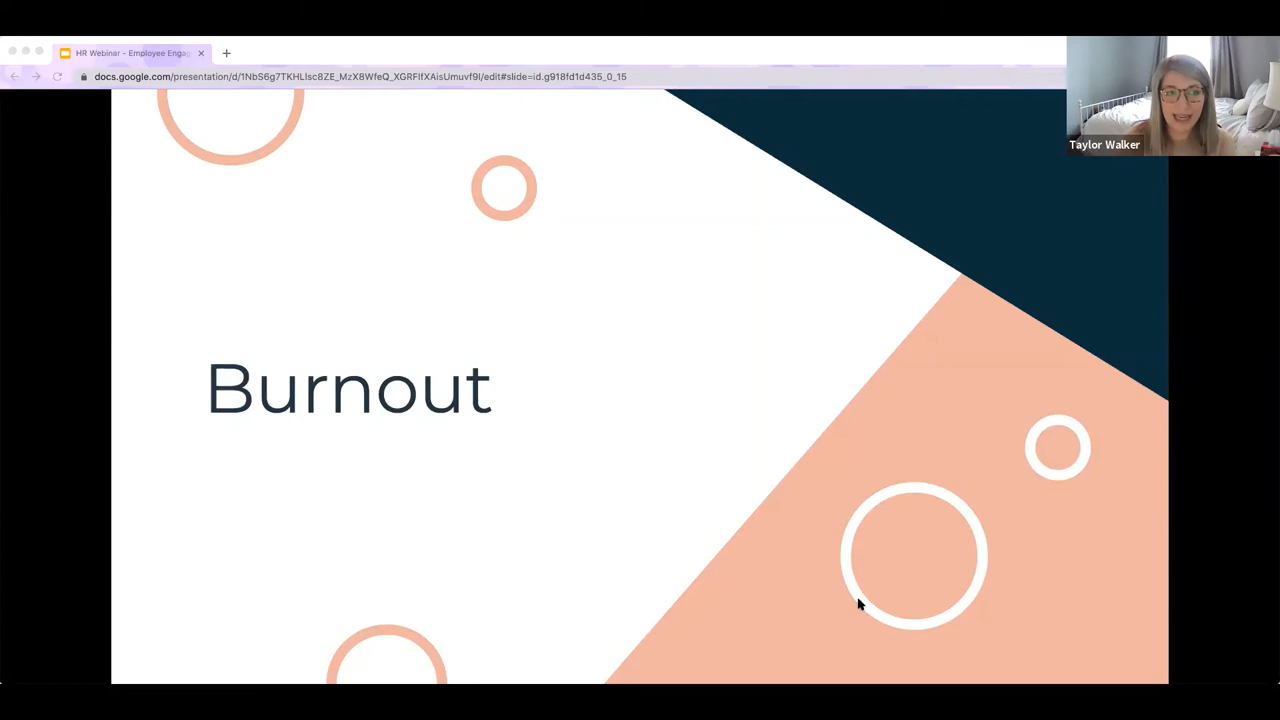 HR Webinar - Employee Engag
docs.google.com/presentation/d/1NbS6g7TKHLIsc8ZE_MzX8WfeQ_XGRFIfXAisUmuvf9I/edit#slide=id.g918fd1d435_0_15
Taylor Walker
Burnout